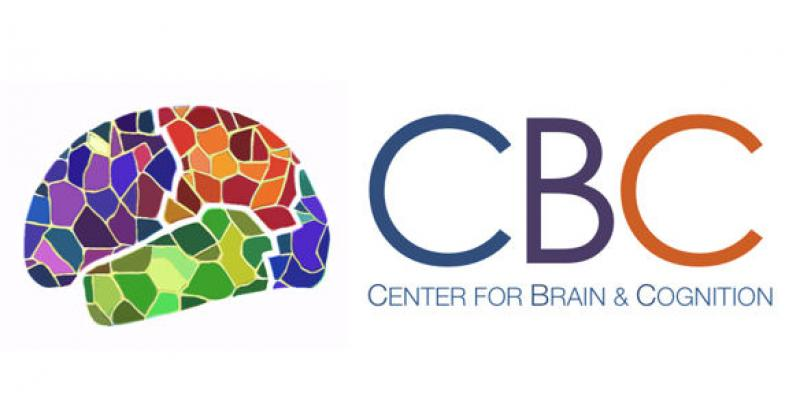 CBC
CENTER FOR BRAIN & COGNITION